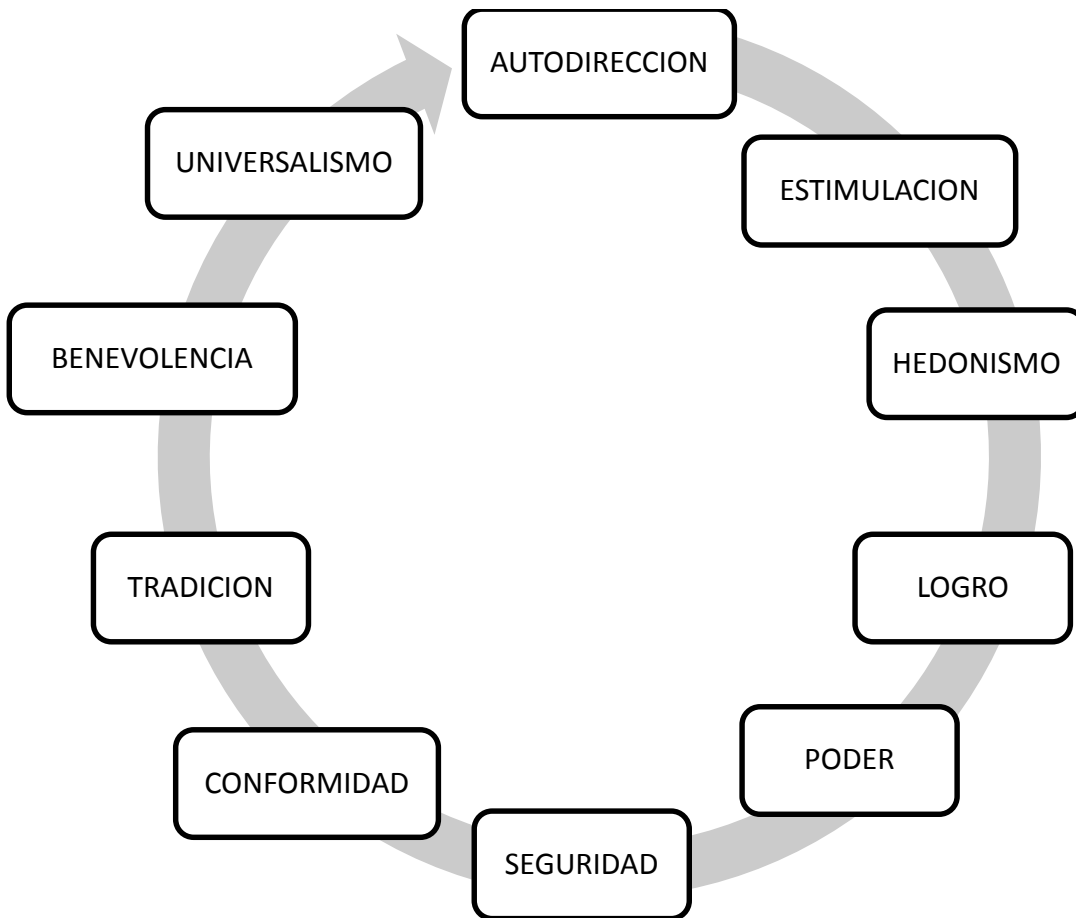 AUTODIRECCION
ESTIMULACION
HEDONISMO
LOGRO
PODER
SEGURIDAD
CONFORMIDAD
TRADICION
BENEVOLENCIA
UNIVERSALISMO